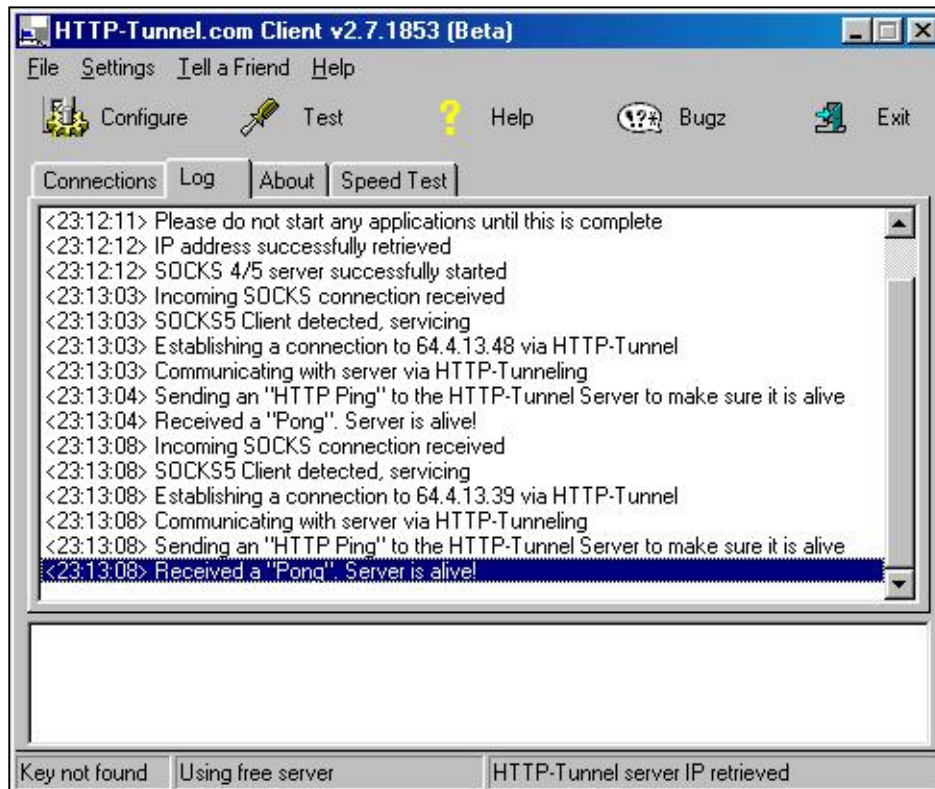 HTTP-Tunnel.com Client v2.7.1853 (Beta)
File Settings Tell a Friend Help
Configure Test ? Help !?* Bugz Exit
Connections Log About Speed Test
<23:12:11> Please do not start any applications until this is complete
<23:12:12> IP address successfully retrieved
<23:12:12> SOCKS 4/5 server successfully started
<23:13:03> Incoming SOCKS connection received
<23:13:03> SOCKS5 Client detected, servicing
<23:13:03> Establishing a connection to 64.4.13.48 via HTTP-Tunnel
<23:13:03> Communicating with server via HTTP-Tunneling
<23:13:04> Sending an "HTTP Ping" to the HTTP-Tunnel Server to make sure it is alive
<23:13:04> Received a "Pong". Server is alive!
<23:13:08> Incoming SOCKS connection received
<23:13:08> SOCKS5 Client detected, servicing
<23:13:08> Establishing a connection to 64.4.13.39 via HTTP-Tunnel
<23:13:08> Communicating with server via HTTP-Tunneling
<23:13:08> Sending an "HTTP Ping" to the HTTP-Tunnel Server to make sure it is alive
<23:13:08> Received a "Pong". Server is alive!
Key not found Using free server HTTP-Tunnel server IP retrieved